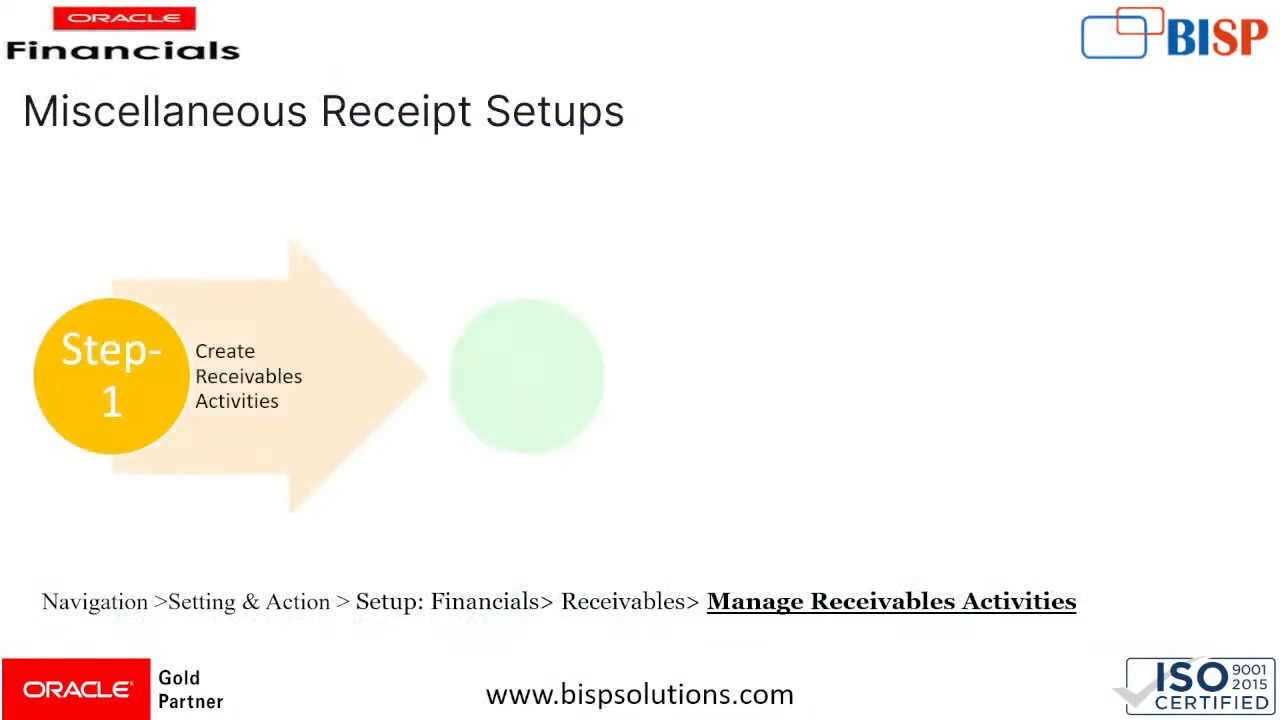 ORACLE
Financials
BISP
Miscellaneous Receipt Setups
Step-
1
Create
Receivables
Activities
Navigation >Setting & Action > Setup: Financials> Receivables> Manage Receivables Activities
ORACLE
Gold
Partner
www.bispsolutions.com
ISO 9001
2015
CERTIFIED